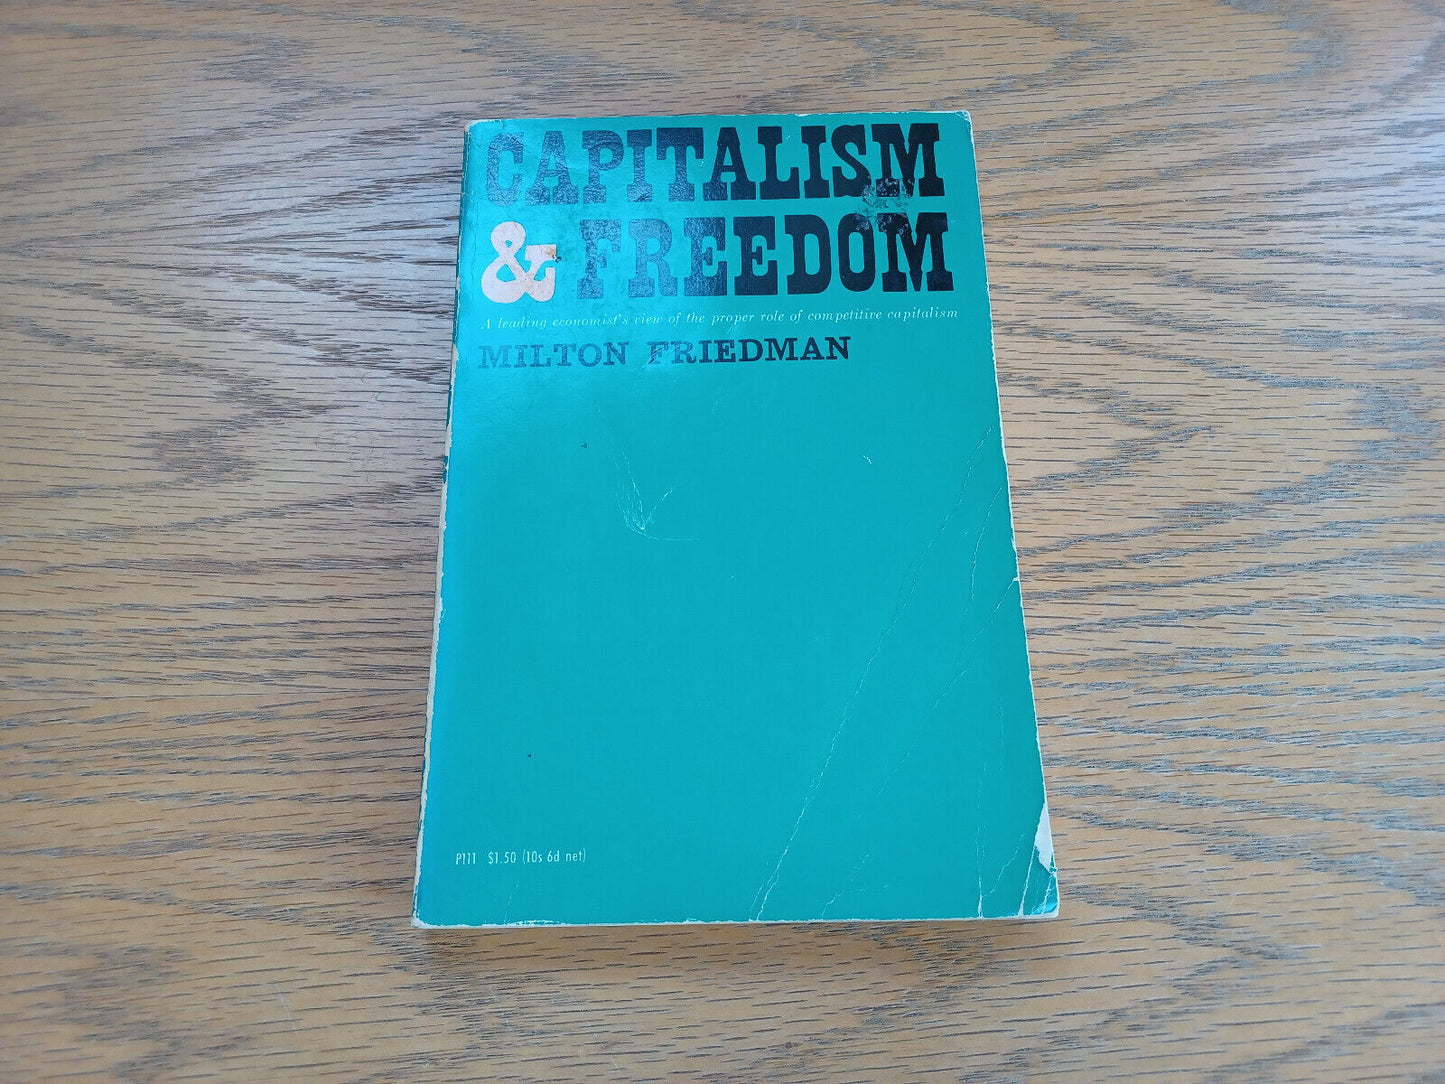 CAPITALISM
& FREEDOM
A leading economist's view of the proper role of competitive capitalism
MILTON FRIEDMAN
P111 $1.50 (10s 6d net)